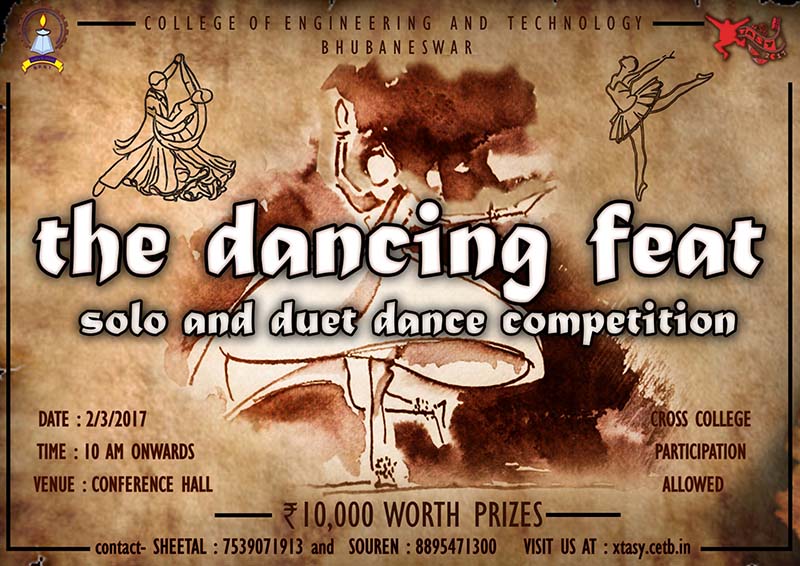 COLLEGE OF ENGINEERING AND TECHNOLOGY
BHUBANESWAR
the dancing feat
solo and duet dance competition
DATE : 2/3/2017
TIME : 10 AM ONWARDS
VENUE : CONFERENCE HALL
CROSS COLLEGE
PARTICIPATION
ALLOWED
₹10,000 WORTH PRIZES
contact- SHEETAL : 7539071913 and SOUREN : 8895471300 VISIT US AT : xtasy.cetb.in